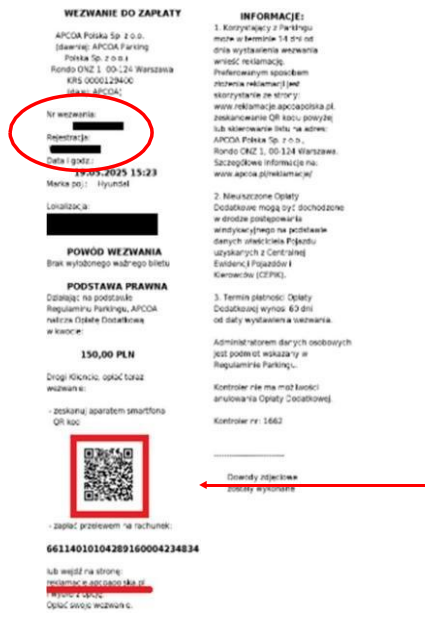 WEZWANIE DO ZAPŁATY
APCOA Polska Sp. z o.o.
(dawniej: APCOA Parking
Polska Sp. z o.o.)
Rondo ONZ 1, 00-124 Warszawa
KRS 0000129400
(dalej: APCOA)
Nr wezwania:
Rejestracja:
Data i godz.:
19.05.2025 15:23
Marka poj.: Hyundai
Lokalizacja:
POWÓD WEZWANIA
Brak wyłożonego ważnego biletu
PODSTAWA PRAWNA
Działając na podstawie
Regulaminu Parkingu, APCOA
nalicza Opłatę Dodatkową
w kwocie:
150,00 PLN
Drogi Kliencie, opłać teraz
wezwanie:
- zeskanuj aparatem smartfona
QR kod
- zapłać przelewem na rachunek:
66114010104289160004234834
lub wejdź na stronę:
reklamacje.apcoapolska.pl
i wybierz opcję:
Opłać swoje wezwanie.
INFORMACJE:
1. Korzystający z Parkingu
może w terminie 14 dni od
dnia wystawienia wezwania
wnieść reklamację.
Preferowanym sposobem
złożenia reklamacji jest
skorzystanie ze strony:
www.reklamacje.apcoapolska.pl,
zeskanowanie QR kodu powyżej
lub skierowanie listu na adres:
APCOA Polska Sp. z o.o.,
Rondo ONZ 1, 00-124 Warszawa.
Szczegółowe informacje na:
www.apcoa.pl/reklamacje/
2. Nieuiszczone Opłaty
Dodatkowe mogą być dochodzone
w drodze postępowania
windykacyjnego na podstawie
danych właściciela Pojazdu
uzyskanych z Centralnej
Ewidencji Pojazdów i
Kierowców (CEPiK).
3. Termin płatności Opłaty
Dodatkowej wynosi 60 dni
od daty wystawienia wezwania.
Administratorem danych osobowych
jest podmiot wskazany w
Regulaminie Parkingu.
Kontroler nie ma możliwości
anulowania Opłaty Dodatkowej.
Kontroler nr: 1662
Dowody zdjęciowe
zostały wykonane